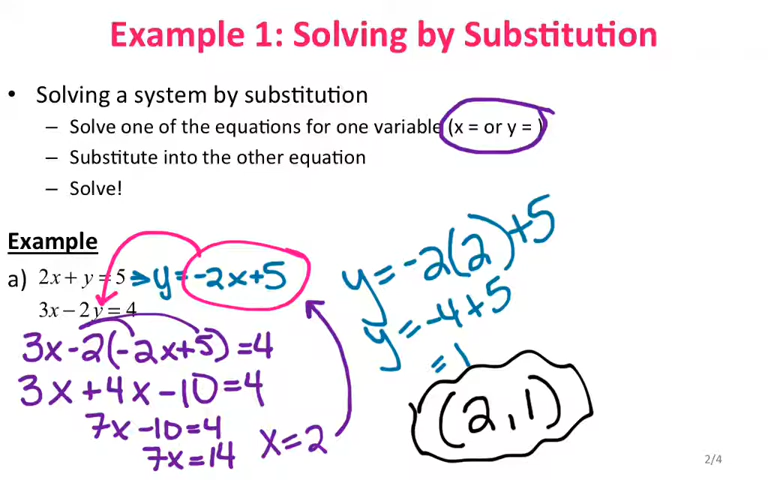 Example 1: Solving by Substitution
• Solving a system by substitution
– Solve one of the equations for one variable (x = or y = )
– Substitute into the other equation
– Solve!
Example
a) 2x + y = 5 ⇒ y = -2x+5
3x − 2y = 4
3x -2(-2x+5) = 4
3x +4x -10=4
7x -10=4
7x = 14
x=2
y = -2(2)+5
y = -4+5
= 1
(2,1)
2/4